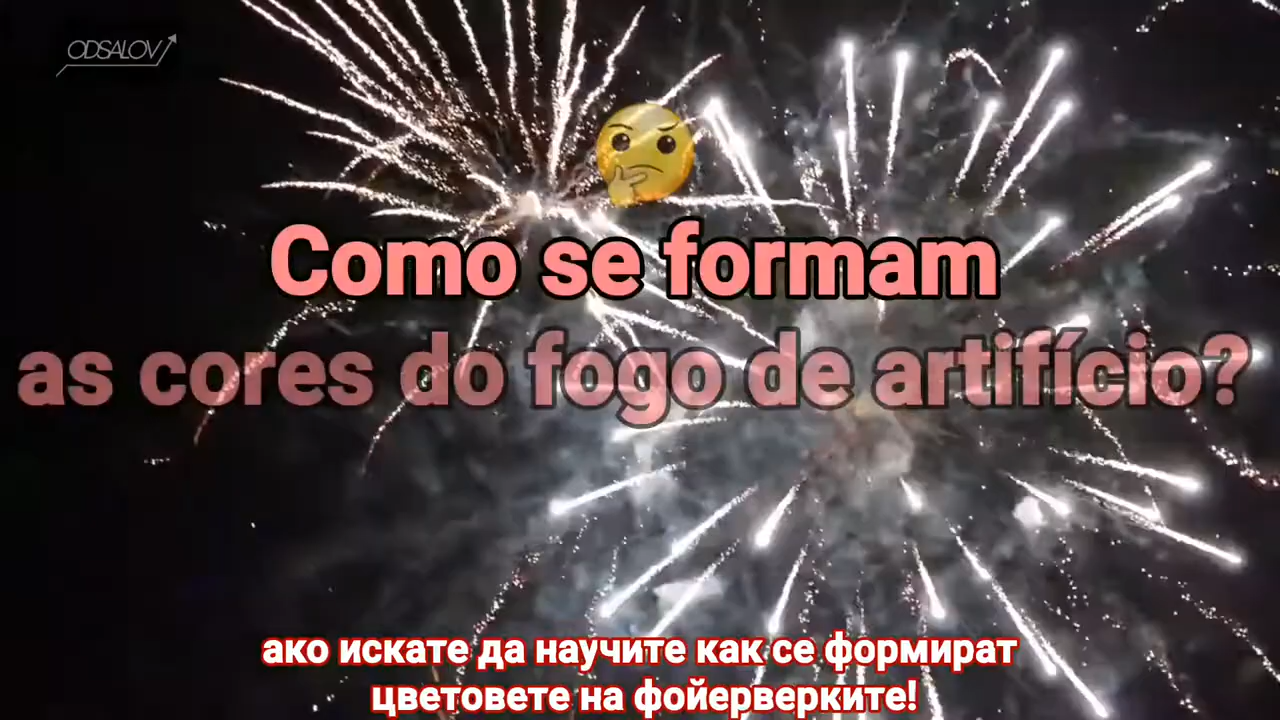 ODSALOV
Como se formam
as cores do fogo de artifício?
ако искате да научите как се формират
цветовете на фойерверките!